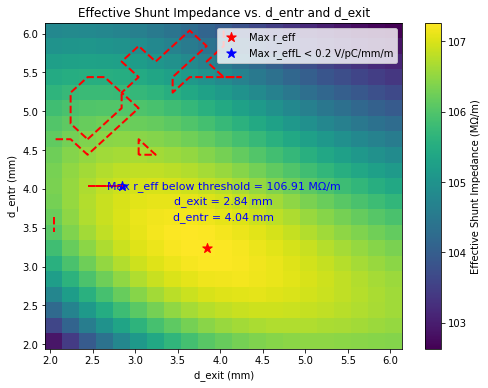 Effective Shunt Impedance vs. d_entr and d_exit
Max r_eff
Max r_effL < 0.2 V/pC/mm/m
6.0
5.5
5.0
4.5
4.0
3.5
3.0
2.5
2.0
d_entr (mm)
Max r_eff below threshold = 106.91 MΩ/m
d_exit = 2.84 mm
d_entr = 4.04 mm
2.0 2.5 3.0 3.5 4.0 4.5 5.0 5.5 6.0
d_exit (mm)
107
106
105
104
103
Effective Shunt Impedance (MΩ/m)